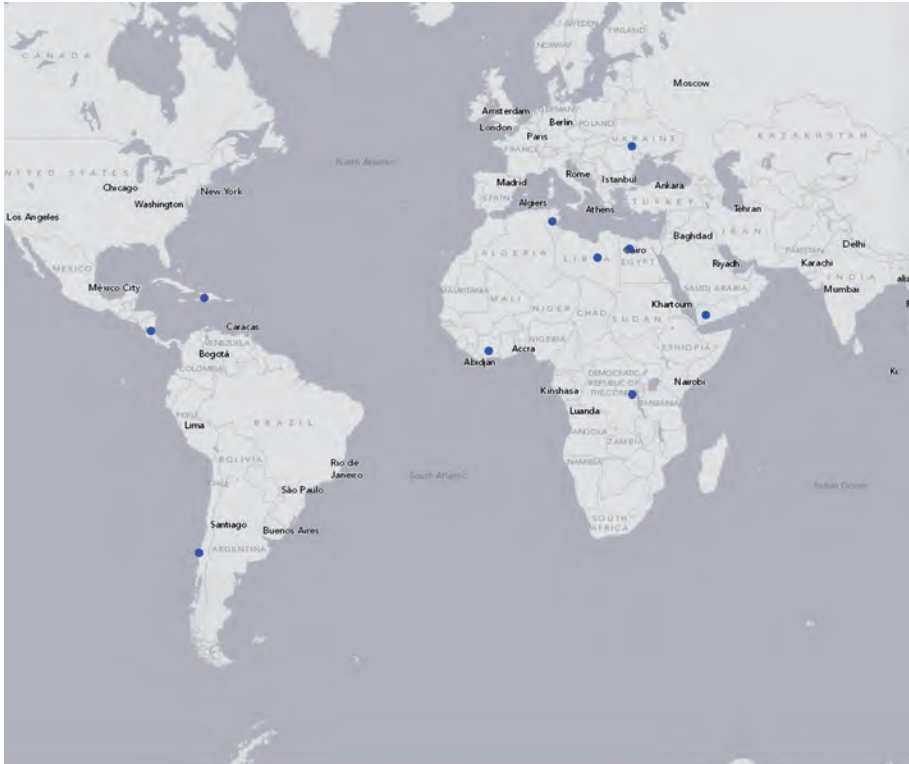 SWEDEN
FINLAND
NORWAY
CANADA
Moscow
Amsterdam
GERMANY
Berlin
POLAND
London
Paris
UKRAINE
KAZAKHSTAN
FRANCE
North Atlantic
UNITED STATES
Chicago
New York
Washington
Los Angeles
Madrid
SPAIN
Rome
Istanbul
Ankara
TURKEY
Algiers
Athens
Tehran
Baghdad
IRAN
Delhi
ALGERIA
LIBYA
Cairo
EGYPT
PAKISTAN
Karachi
Riyadh
INDIA
MEXICO
Mexico City
MAURITANIA
MALI
NIGER
CHAD
SUDAN
Khartoum
SAUDI ARABIA
Mumbai
Caracas
VENEZUELA
Bogotá
COLOMBIA
Abidjan
Accra
NIGERIA
ETHIOPIA
DEMOCRATIC
REPUBLIC OF
THE CONGO
Kinshasa
Nairobi
TANZANIA
Luanda
ANGOLA
ZAMBIA
NAMIBIA
PERU
Lima
BRAZIL
BOLIVIA
CHILE
Rio de
Janeiro
São Paulo
South Atlantic
Indian Ocean
Santiago
Buenos Aires
ARGENTINA
SOUTH
AFRICA